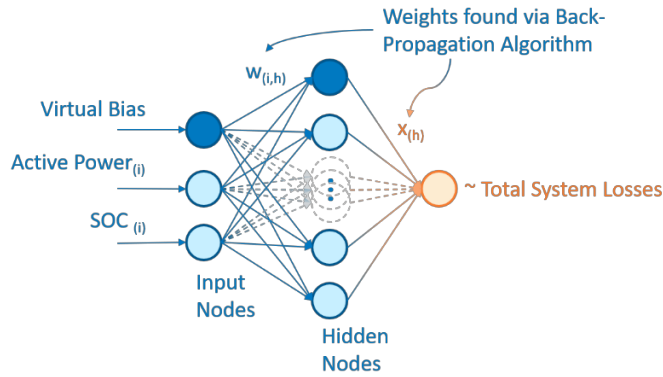 Weights found via Back-
Propagation Algorithm
w(i,h)
x(h)
Virtual Bias
Active Power(i)
SOC (i)
~ Total System Losses
Input
Nodes
Hidden
Nodes